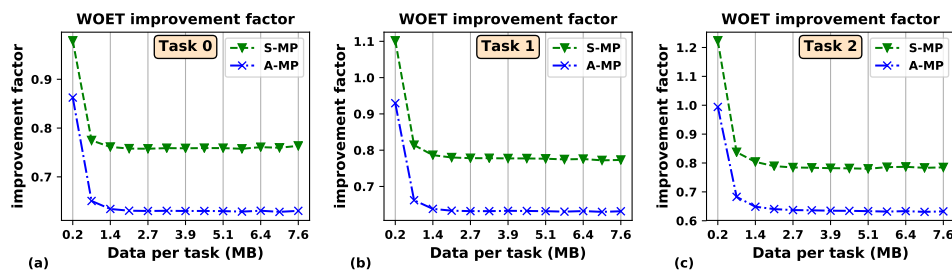 WOET improvement factor
improvement factor
0.9
0.8
0.7
Task 0
S-MP
A-MP
0.2 1.4 2.7 3.9 5.1 6.4 7.6
Data per task (MB)
(a)
WOET improvement factor
improvement factor
1.1
1.0
0.9
0.8
0.7
Task 1
S-MP
A-MP
0.2 1.4 2.7 3.9 5.1 6.4 7.6
Data per task (MB)
(b)
WOET improvement factor
improvement factor
1.2
1.1
1.0
0.9
0.8
0.7
0.6
Task 2
S-MP
A-MP
0.2 1.4 2.7 3.9 5.1 6.4 7.6
Data per task (MB)
(c)